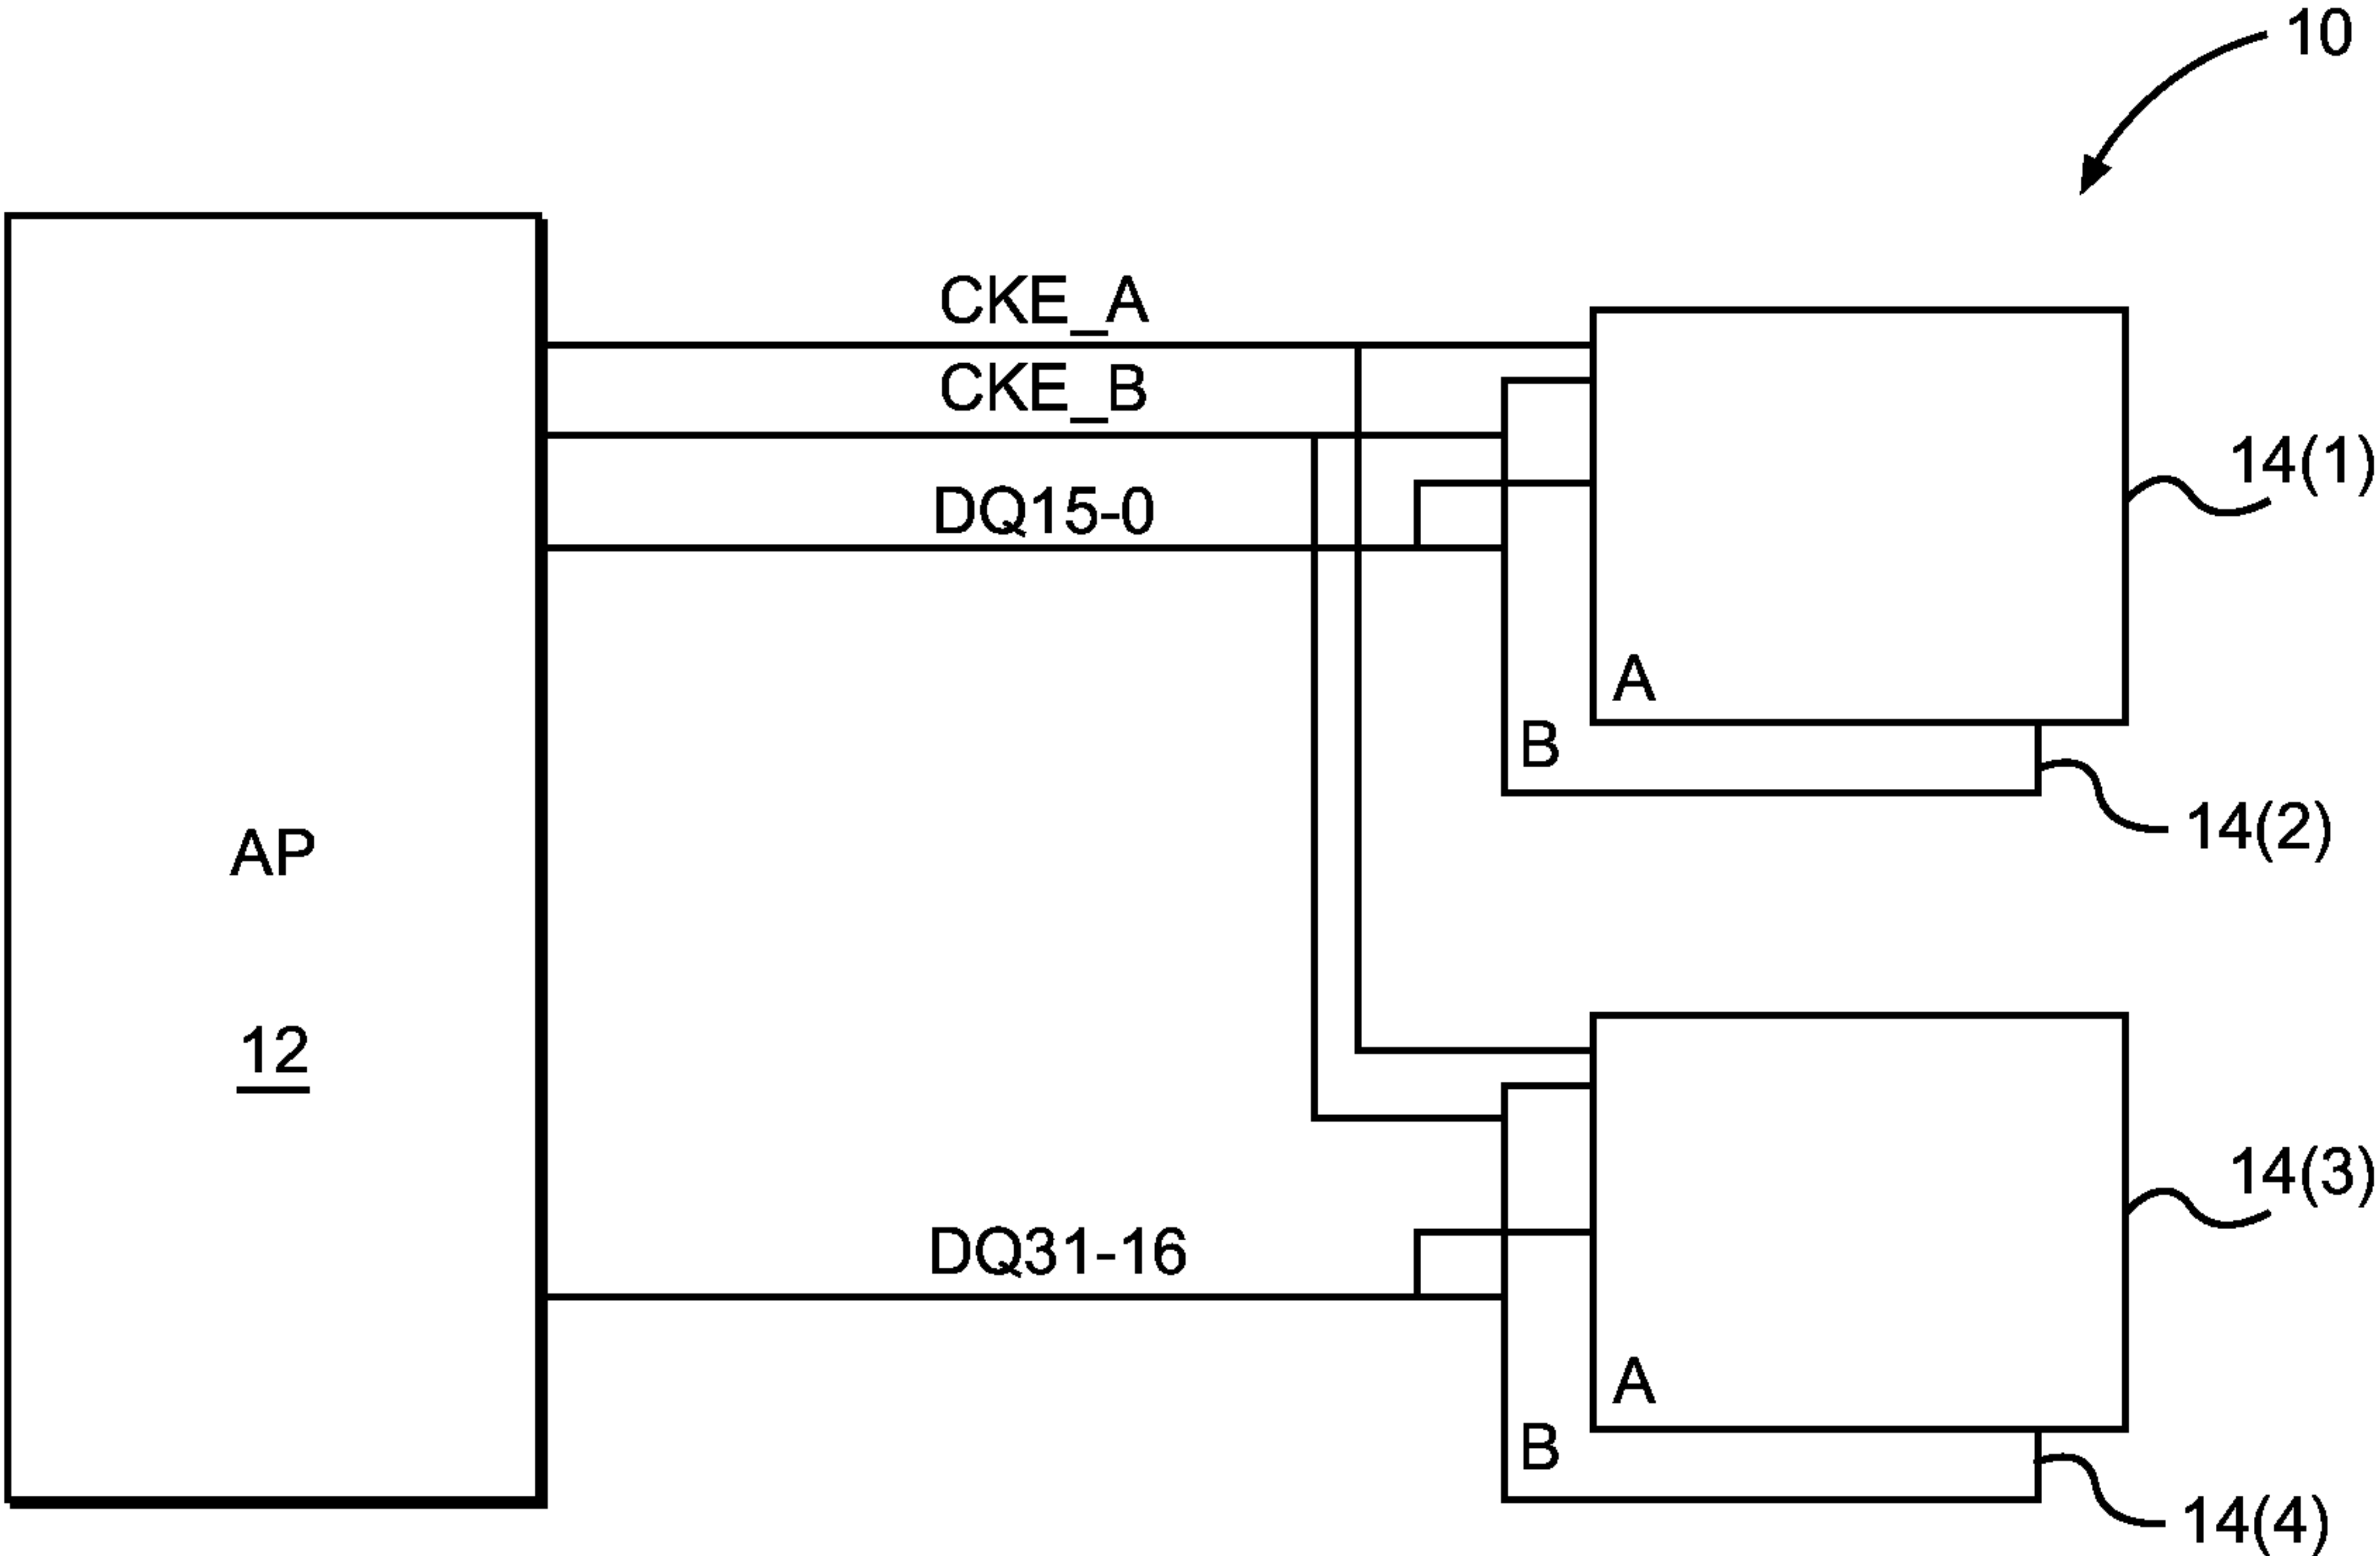 10
CKE_A
CKE_B
14(1)
DQ15-0
A
B
14(2)
AP
12
14(3)
DQ31-16
A
B
14(4)